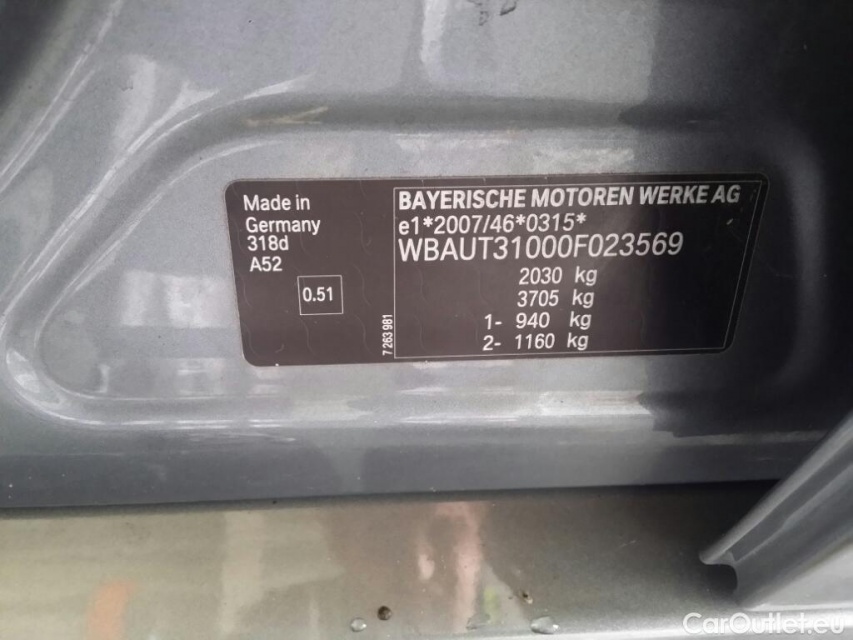 Made in
Germany
318d
A52
0.51
7 263 981
BAYERISCHE MOTOREN WERKE AG
e1*2007/46*0315*
WBAUT31000F023569
2030 kg
3705 kg
1- 940 kg
2- 1160 kg
CarOutlet.eu